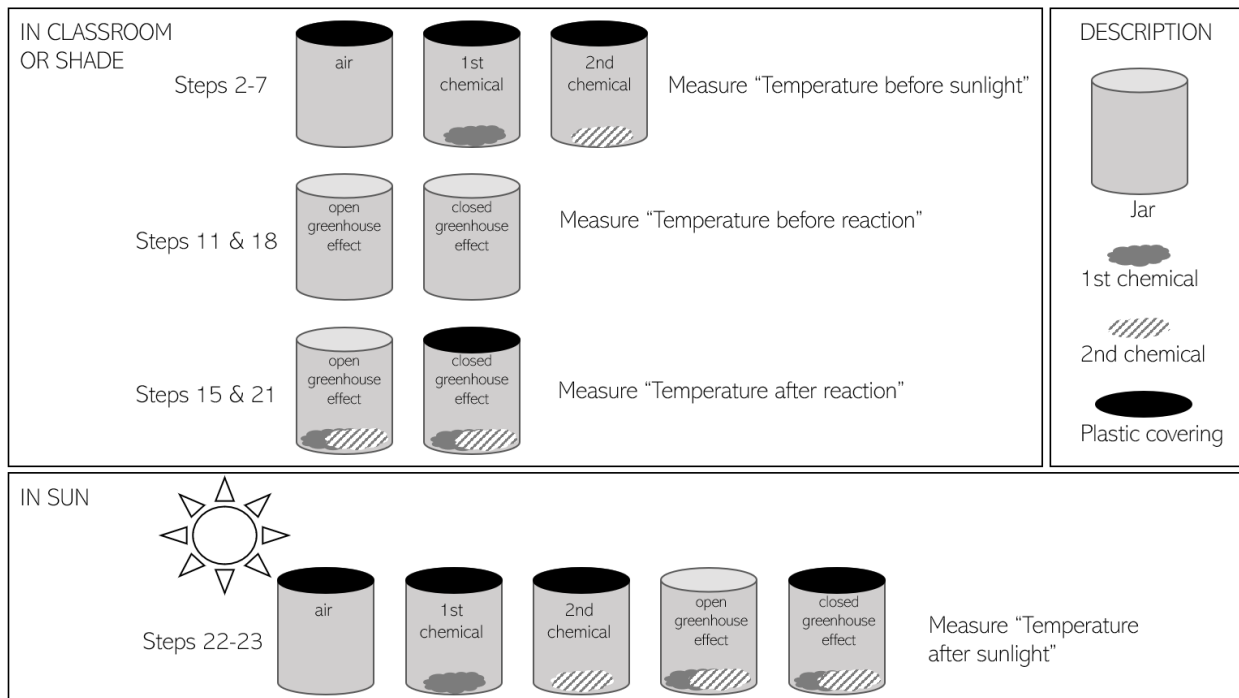 IN CLASSROOM
OR SHADE
Steps 2-7
air
1st
chemical
2nd
chemical
Measure “Temperature before sunlight”
Steps 11 & 18
open
greenhouse
effect
closed
greenhouse
effect
Measure “Temperature before reaction”
Steps 15 & 21
open
greenhouse
effect
closed
greenhouse
effect
Measure “Temperature after reaction”
DESCRIPTION
Jar
1st chemical
2nd chemical
Plastic covering
IN SUN
Steps 22-23
air
1st
chemical
2nd
chemical
open
greenhouse
effect
closed
greenhouse
effect
Measure “Temperature
after sunlight”